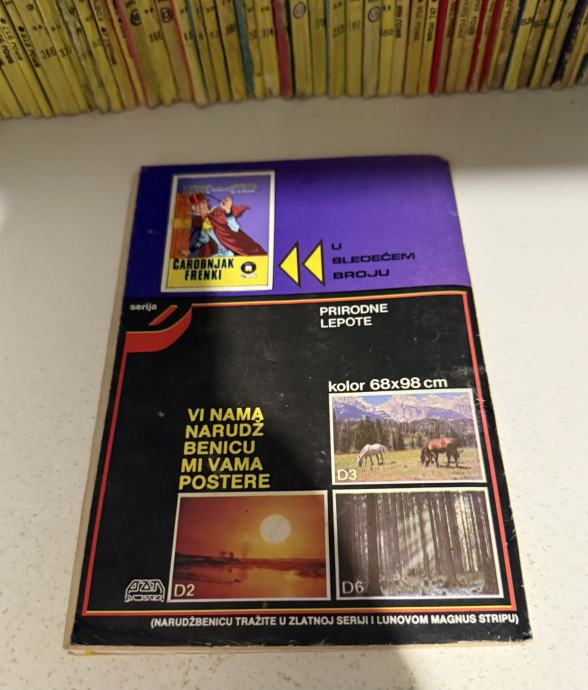 ČAROBNJAK
FRENKI
U
SLEDEĆEM
BROJU
serija
PRIRODNE
LEPOTE
kolor 68x98 cm
VI NAMA
NARUDŽ
BENICU
MI VAMA
POSTERE
D3
D2
D6
POSTER
(NARUDŽBENICU TRAŽITE U ZLATNOJ SERIJI I LUNOVOM MAGNUS STRIPU)